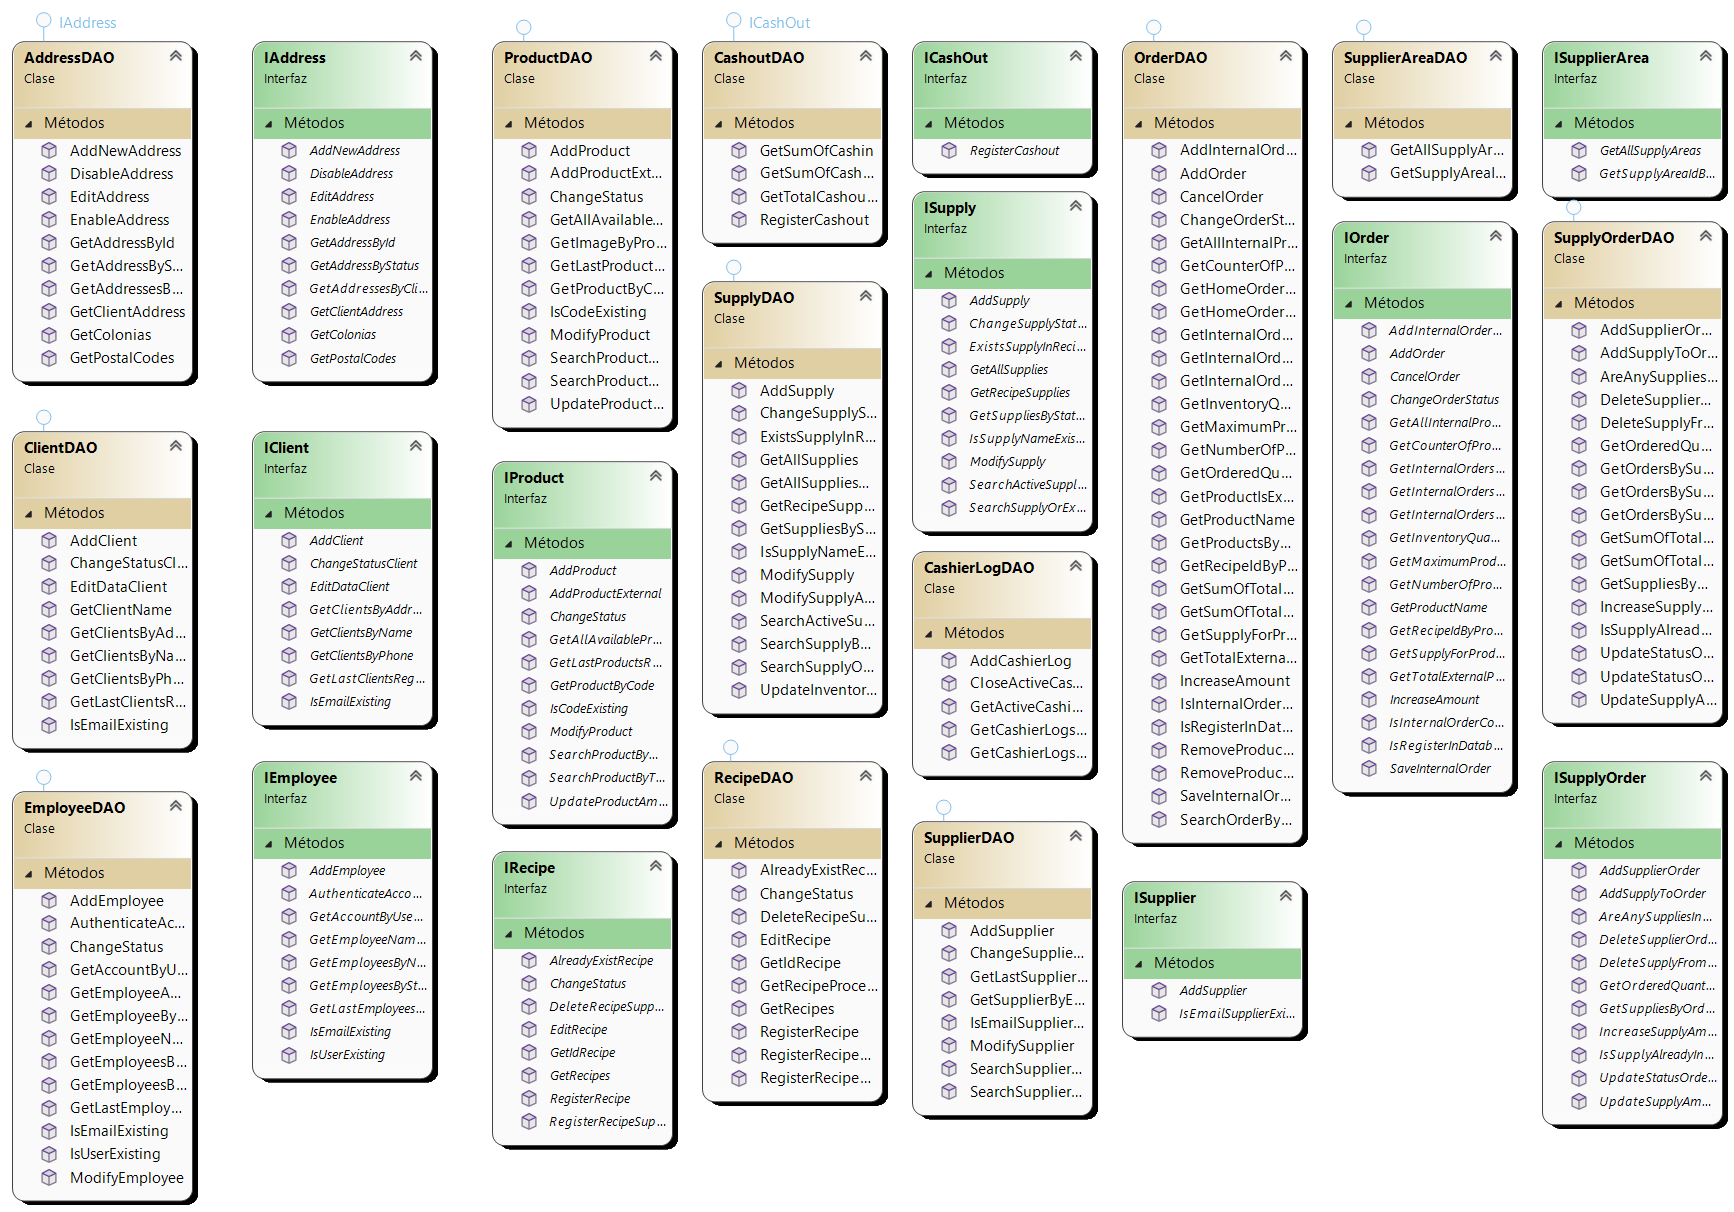 IAddress
AddressDAO
Clase
Métodos
AddNewAddress
DisableAddress
EditAddress
EnableAddress
GetAddressById
GetAddressByS...
GetAddressesB...
GetClientAddress
GetColonias
GetPostalCodes
ClientDAO
Clase
Métodos
AddClient
ChangeStatusCl...
EditDataClient
GetClientName
GetClientsByAd...
GetClientsByNa...
GetClientsByPh...
GetLastClientsR...
IsEmailExisting
EmployeeDAO
Clase
Métodos
AddEmployee
AuthenticateAc...
ChangeStatus
GetAccountByU...
GetEmployeeA...
GetEmployeeBy...
GetEmployeeN...
GetEmployeesB...
GetEmployeesB...
GetLastEmploy...
IsEmailExisting
IsUserExisting
ModifyEmployee
IAddress
Interfaz
Métodos
AddNewAddress
DisableAddress
EditAddress
EnableAddress
GetAddressById
GetAddressByStatus
GetAddressesByCli...
GetClientAddress
GetColonias
GetPostalCodes
IClient
Interfaz
Métodos
AddClient
ChangeStatusClient
EditDataClient
GetClientsByAddr...
GetClientsByName
GetClientsByPhone
GetLastClientsReg...
IsEmailExisting
IEmployee
Interfaz
Métodos
AddEmployee
AuthenticateAcco...
GetAccountByUse...
GetEmployeeNam...
GetEmployeesByN...
GetEmployeesBySt...
GetLastEmployees...
IsEmailExisting
IsUserExisting
ProductDAO
Clase
Métodos
AddProduct
AddProductExt...
ChangeStatus
GetAllAvailable...
GetImageByPro...
GetLastProduct...
GetProductByC...
IsCodeExisting
ModifyProduct
SearchProduct...
SearchProduct...
UpdateProduct...
IProduct
Interfaz
Métodos
AddProduct
AddProductExternal
ChangeStatus
GetAllAvailablePr...
GetLastProductsR...
GetProductByCode
IsCodeExisting
ModifyProduct
SearchProductBy...
SearchProductByT...
UpdateProductAm...
IRecipe
Interfaz
Métodos
AlreadyExistRecipe
ChangeStatus
DeleteRecipeSupp...
EditRecipe
GetIdRecipe
GetRecipes
RegisterRecipe
RegisterRecipeSup...
ICashOut
CashoutDAO
Clase
Métodos
GetSumOfCashin
GetSumOfCash...
GetTotalCashou...
RegisterCashout
SupplyDAO
Clase
Métodos
AddSupply
ChangeSupplyS...
ExistsSupplyInR...
GetAllSupplies
GetAllSupplies...
GetRecipeSupp...
GetSuppliesByS...
IsSupplyNameE...
ModifySupply
ModifySupplyA...
SearchActiveSu...
SearchSupplyB...
SearchSupplyO...
UpdateInventor...
RecipeDAO
Clase
Métodos
AlreadyExistRec...
ChangeStatus
DeleteRecipeSu...
EditRecipe
GetIdRecipe
GetRecipeProce...
GetRecipes
RegisterRecipe
RegisterRecipe...
RegisterRecipe...
ICashOut
Interfaz
Métodos
RegisterCashout
ISupply
Interfaz
Métodos
AddSupply
ChangeSupplyStat...
ExistsSupplyInReci...
GetAllSupplies
GetRecipeSupplies
GetSuppliesByStat...
IsSupplyNameExis...
ModifySupply
SearchActiveSuppl...
SearchSupplyOrEx...
CashierLogDAO
Clase
Métodos
AddCashierLog
CloseActiveCas...
GetActiveCashi...
GetCashierLogs...
GetCashierLogs...
SupplierDAO
Clase
Métodos
AddSupplier
ChangeSupplie...
GetLastSupplier...
GetSupplierByE...
IsEmailSupplier...
ModifySupplier
SearchSupplier...
SearchSupplier...
OrderDAO
Clase
Métodos
AddInternalOrd...
AddOrder
CancelOrder
ChangeOrderSt...
GetAllInternalPr...
GetCounterOfP...
GetHomeOrder...
GetHomeOrder...
GetInternalOrd...
GetInternalOrd...
GetInternalOrd...
GetInventoryQ...
GetMaximumPr...
GetNumberOfP...
GetOrderedQu...
GetProductIsEx...
GetProductName
GetProductsBy...
GetRecipeIdByP...
GetSumOfTotal...
GetSumOfTotal...
GetSupplyForPr...
GetTotalExterna...
IncreaseAmount
IsInternalOrder...
IsRegisterInDat...
RemoveProduc...
RemoveProduc...
SaveInternalOr...
SearchOrderBy...
ISupplier
Interfaz
Métodos
AddSupplier
IsEmailSupplierExi...
SupplierAreaDAO
Clase
Métodos
GetAllSupplyAr...
GetSupplyAreaI...
IOrder
Interfaz
Métodos
AddInternalOrder...
AddOrder
CancelOrder
ChangeOrderStatus
GetAllInternalPro...
GetCounterOfPro...
GetInternalOrders...
GetInternalOrders...
GetInternalOrders...
GetInventoryQua...
GetMaximumProd...
GetNumberOfPro...
GetProductName
GetRecipeIdByPro...
GetSupplyForProd...
GetTotalExternalP...
IncreaseAmount
IsInternalOrderCo...
IsRegisterInDatab...
SaveInternalOrder
ISupplierArea
Interfaz
Métodos
GetAllSupplyAreas
GetSupplyAreaIdB...
SupplyOrderDAO
Clase
Métodos
AddSupplierOr...
AddSupplyToOr...
AreAnySupplies...
DeleteSupplier...
DeleteSupplyFr...
GetOrderedQu...
GetOrdersBySu...
GetOrdersBySu...
GetOrdersBySu...
GetSumOfTotal...
GetSumOfTotal...
GetSuppliesBy...
IncreaseSupply...
IsSupplyAlread...
UpdateStatusO...
UpdateStatusO...
UpdateSupplyA...
ISupplyOrder
Interfaz
Métodos
AddSupplierOrder
AddSupplyToOrder
AreAnySuppliesIn...
DeleteSupplierOrd...
DeleteSupplyFrom...
GetOrderedQuant...
GetSuppliesByOrd...
IncreaseSupplyAm...
IsSupplyAlreadyIn...
UpdateStatusOrde...
UpdateSupplyAm...